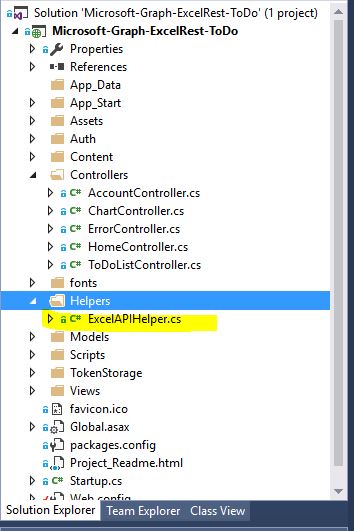 Solution 'Microsoft-Graph-ExcelRest-ToDo' (1 project)
Microsoft-Graph-ExcelRest-ToDo
Properties
References
App_Data
App_Start
Assets
Auth
Content
Controllers
C# AccountController.cs
C# ChartController.cs
C# ErrorController.cs
C# HomeController.cs
C# ToDoListController.cs
fonts
Helpers
C# ExcelAPIHelper.cs
Models
Scripts
TokenStorage
Views
favicon.ico
Global.asax
packages.config
Project_Readme.html
C# Startup.cs
Web.config
Solution Explorer Team Explorer Class View